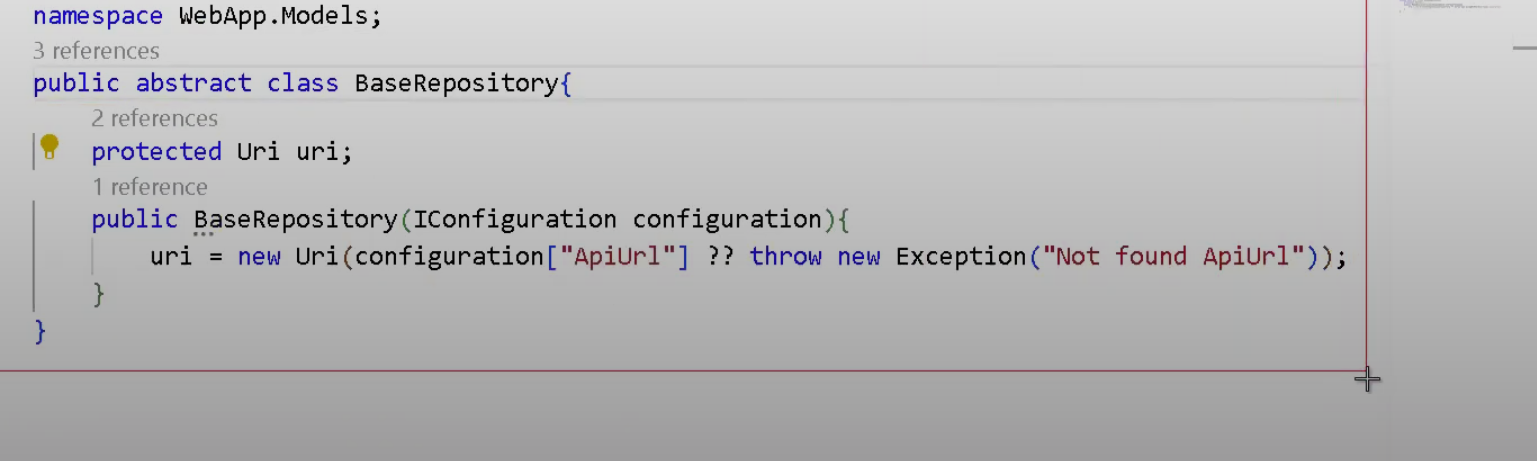 namespace WebApp.Models;
3 references
public abstract class BaseRepository{
2 references
protected Uri uri;
1 reference
public BaseRepository(IConfiguration configuration){
uri = new Uri(configuration["ApiUrl"] ?? throw new Exception("Not found ApiUrl"));
}
}